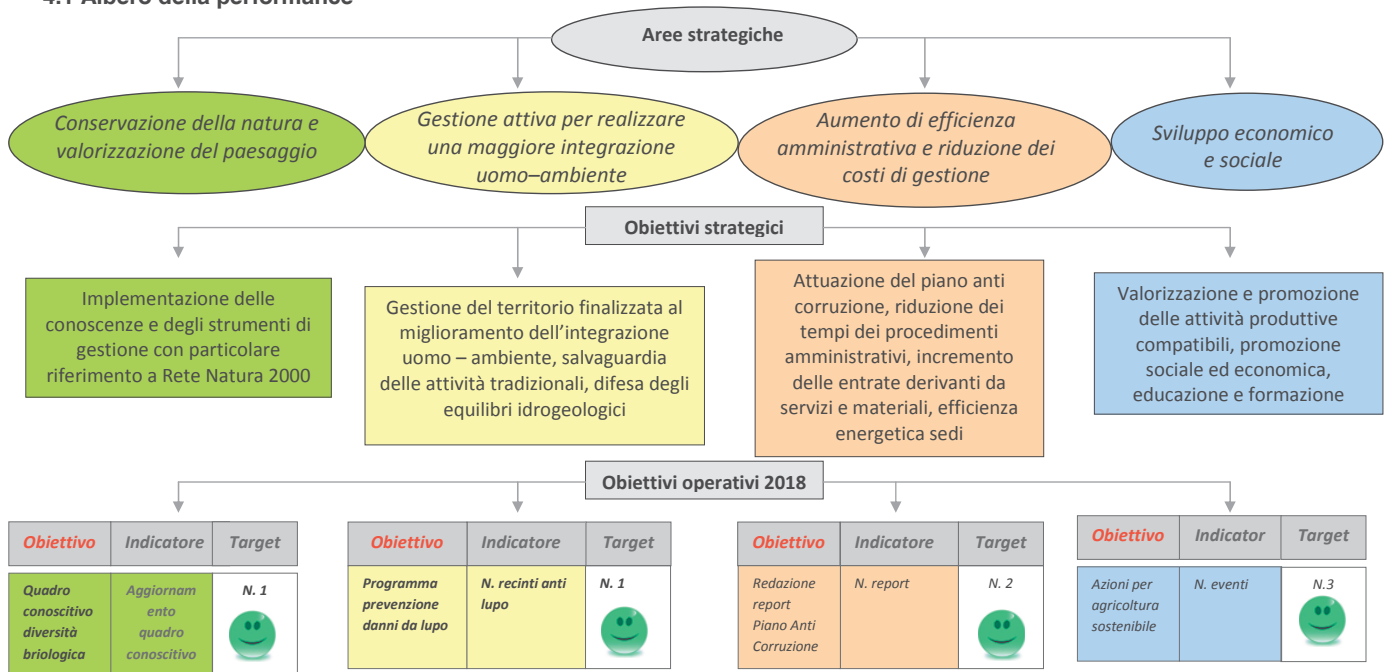 4.1 Albero della performance
Aree strategiche
Conservazione della natura e
valorizzazione del paesaggio
Gestione attiva per realizzare
una maggiore integrazione
uomo–ambiente
Aumento di efficienza
amministrativa e riduzione dei
costi di gestione
Sviluppo economico
e sociale
Obiettivi strategici
Implementazione delle
conoscenze e degli strumenti di
gestione con particolare
riferimento a Rete Natura 2000
Gestione del territorio finalizzata al
miglioramento dell’integrazione
uomo – ambiente, salvaguardia
delle attività tradizionali, difesa degli
equilibri idrogeologici
Attuazione del piano anti
corruzione, riduzione dei
tempi dei procedimenti
amministrativi, incremento
delle entrate derivanti da
servizi e materiali, efficienza
energetica sedi
Valorizzazione e promozione
delle attività produttive
compatibili, promozione
sociale ed economica,
educazione e formazione
Obiettivi operativi 2018
Obiettivo Indicatore Target
Quadro
conoscitivo
diversità
briologica
Aggiornam
ento
quadro
conoscitivo
N. 1
Obiettivo Indicatore Target
Programma
prevenzione
danni da lupo
N. recinti anti
lupo
N. 1
Obiettivo Indicatore Target
Redazione
report
Piano Anti
Corruzione
N. report
N. 2
Obiettivo Indicator Target
Azioni per
agricoltura
sostenibile
N. eventi
N.3